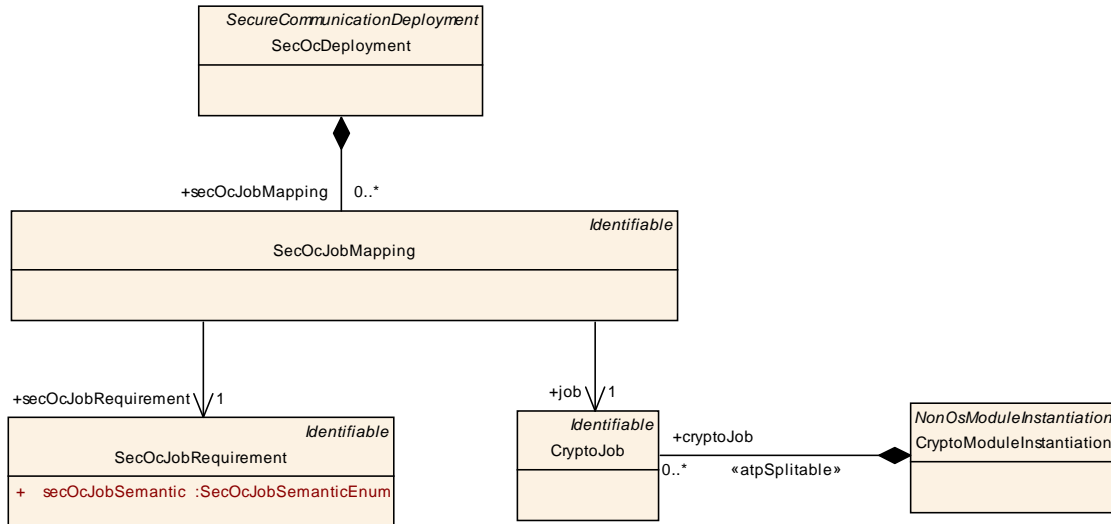 SecureCommunicationDeployment
SecOcDeployment
+secOcJobMapping 0..*
Identifiable
SecOcJobMapping
+secOcJobRequirement 1
+job 1
Identifiable
SecOcJobRequirement
+ secOcJobSemantic :SecOcJobSemanticEnum
Identifiable
CryptoJob
+cryptoJob
0..* «atpSplitable»
NonOsModuleInstantiation
CryptoModuleInstantiation